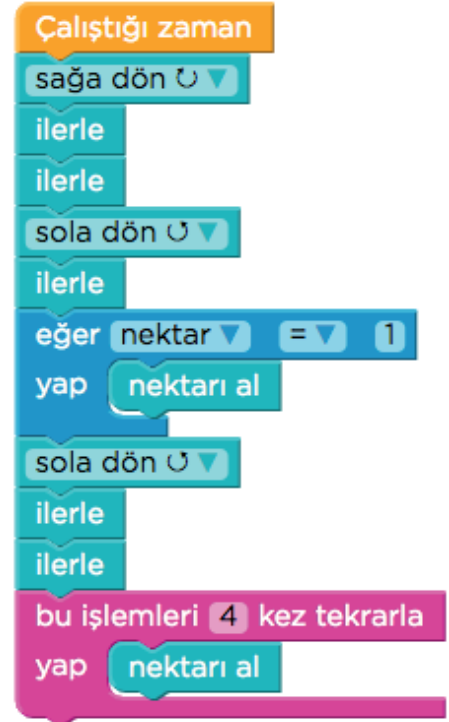 Çalıştığı zaman
sağa dön ↻ ▼
ilerle
ilerle
sola dön ↺ ▼
ilerle
eğer nektar ▼ = ▼ 1
yap nektarı al
sola dön ↺ ▼
ilerle
ilerle
bu işlemleri 4 kez tekrarla
yap nektarı al